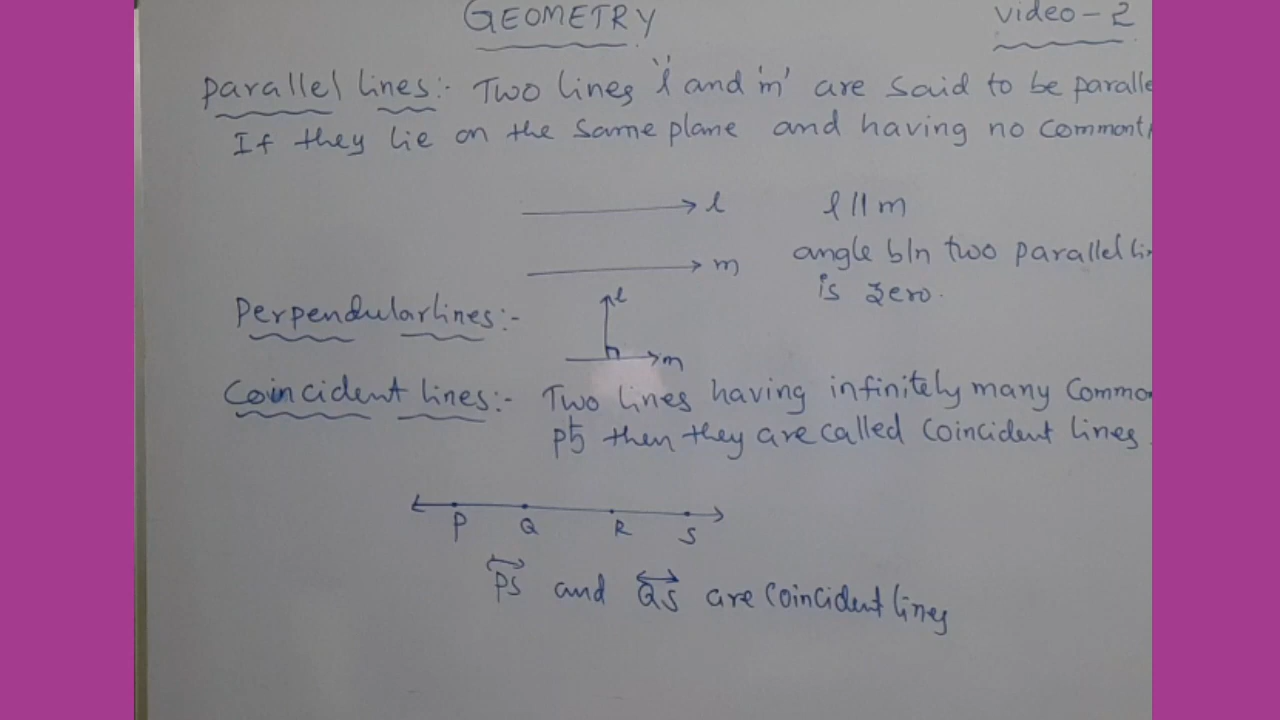 GEOMETRY
video - 2
parallel lines:- Two lines 'l' and 'm' are said to be paralle
If they lie on the same plane and having no common
l
l || m
m
angle b/n two parallel li
is zero.
l
Perpendularlines:-
m
Coincident lines:- Two lines having infinitely many Commo
pts then they are called Coincident lines.
P Q R S
PS and QS are Coincident lines